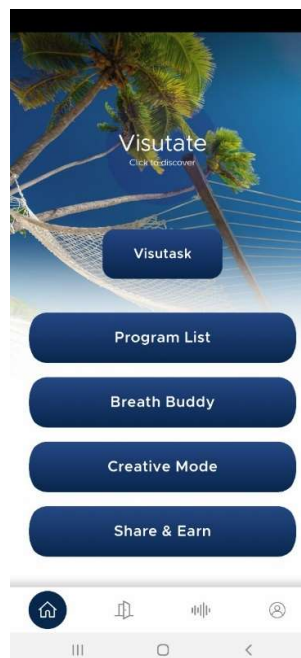 Visutate
Click to discover
Visutask
Program List
Breath Buddy
Creative Mode
Share & Earn